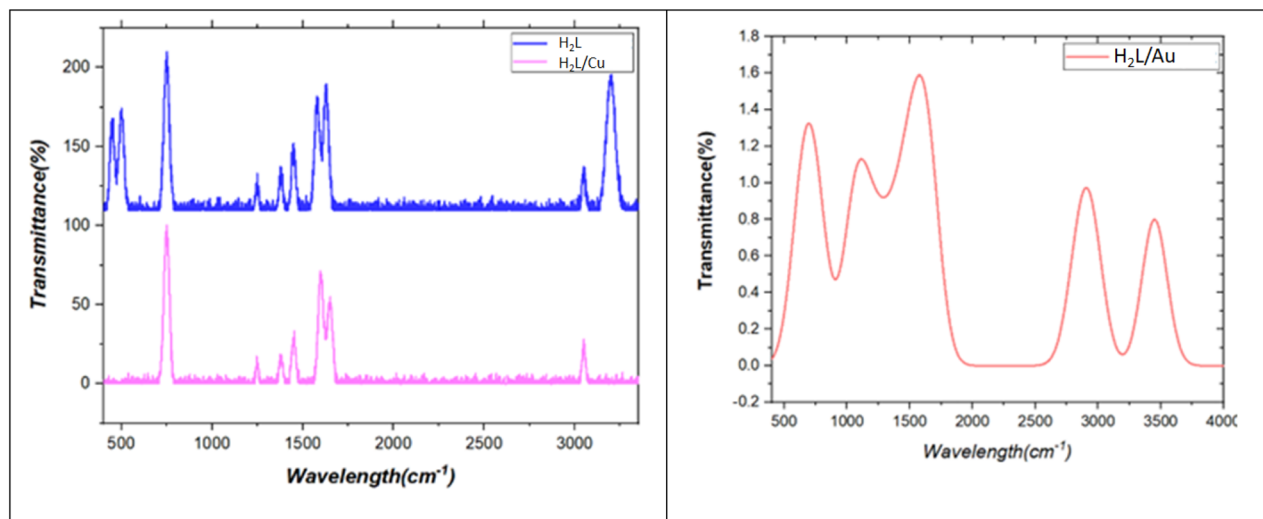 H₂L
H₂L/Cu
200
150
100
50
0
Transmittance(%)
500 1000 1500 2000 2500 3000
Wavelength(cm⁻¹)
H₂L/Au
1.8
1.6
1.4
1.2
1.0
0.8
0.6
0.4
0.2
0.0
-0.2
Transmittance(%)
500 1000 1500 2000 2500 3000 3500 4000
Wavelength(cm⁻¹)